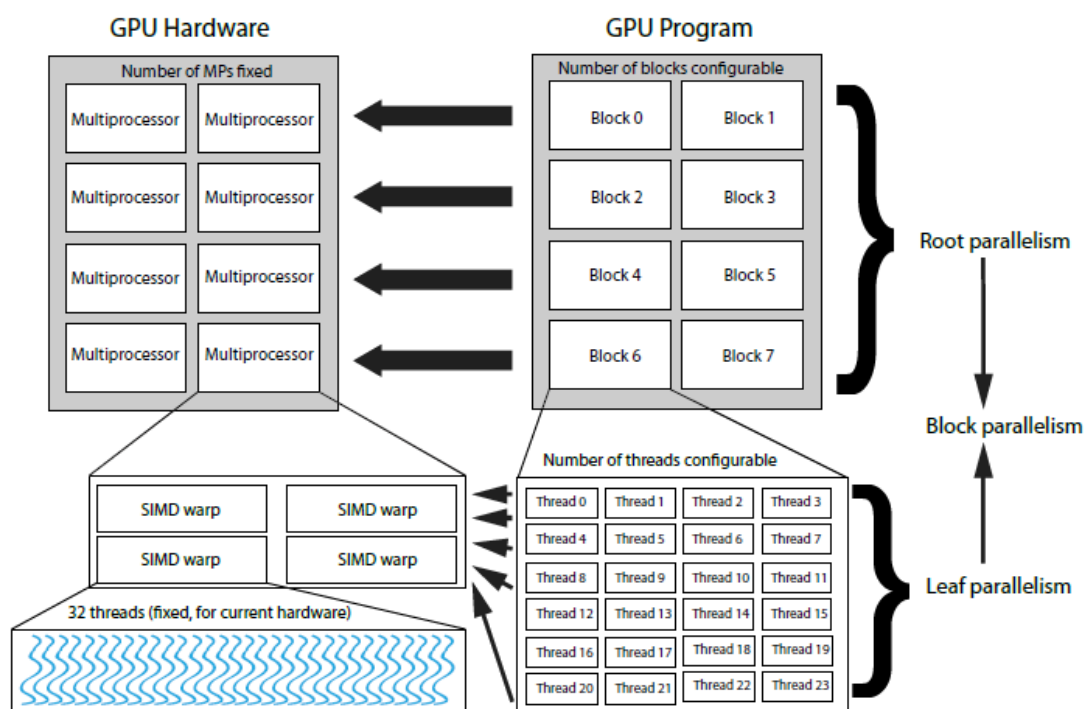 GPU Hardware
GPU Program
Number of MPs fixed
Number of blocks configurable
Multiprocessor Multiprocessor
Block 0 Block 1
Multiprocessor Multiprocessor
Block 2 Block 3
Root parallelism
Multiprocessor Multiprocessor
Block 4 Block 5
Multiprocessor Multiprocessor
Block 6 Block 7
Block parallelism
Number of threads configurable
SIMD warp SIMD warp
SIMD warp SIMD warp
Thread 0 Thread 1 Thread 2 Thread 3
Thread 4 Thread 5 Thread 6 Thread 7
Thread 8 Thread 9 Thread 10 Thread 11
Leaf parallelism
32 threads (fixed, for current hardware)
Thread 12 Thread 13 Thread 14 Thread 15
Thread 16 Thread 17 Thread 18 Thread 19
Thread 20 Thread 21 Thread 22 Thread 23